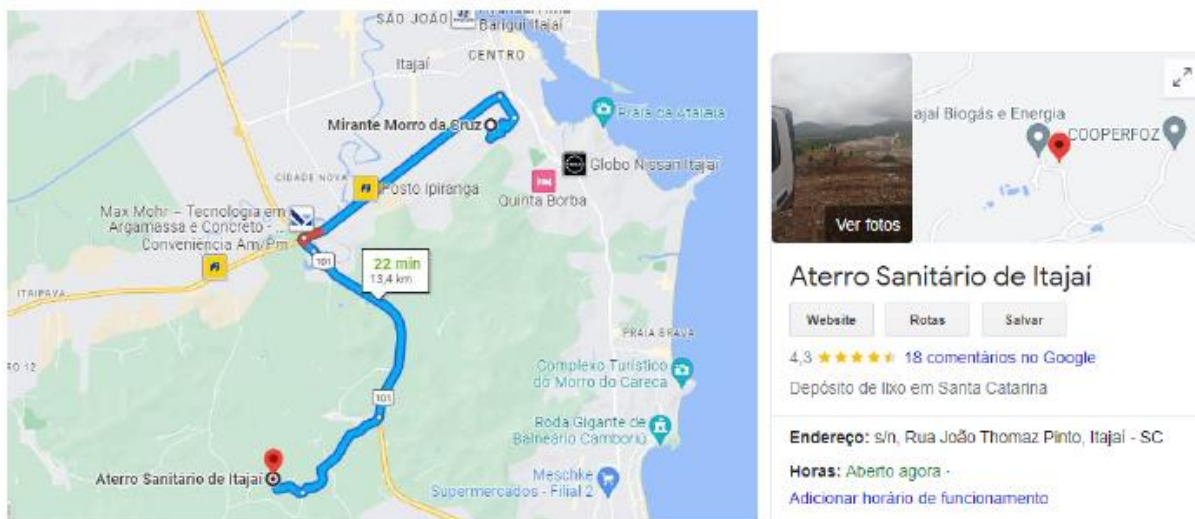 SÃO JOÃO
Barigui Itajaí
CENTRO
Itajaí
Mirante Morro da Cruz
Praia da Atalaia
Globo Nissan Itajaí
CIDADE NOVA
Posto Ipiranga
Quinta Borba
Max Mohr – Tecnologia em
Argamassa e Concreto - ...
Conveniência Am/Pm
101
22 min
13,4 km
ITAIPAVA
PRAIA BRAVA
Complexo Turístico
do Morro do Careca
101
Roda Gigante de
Balneário Camboriú
Aterro Sanitário de Itajaí
Meschke
Supermercados - Filial 2
Ver fotos
ajaí Biogás e Energia
COOPERFOZ
Aterro Sanitário de Itajaí
Website
Rotas
Salvar
4,3 18 comentários no Google
Depósito de lixo em Santa Catarina
Endereço: s/n, Rua João Thomaz Pinto, Itajaí - SC
Horas: Aberto agora ·
Adicionar horário de funcionamento